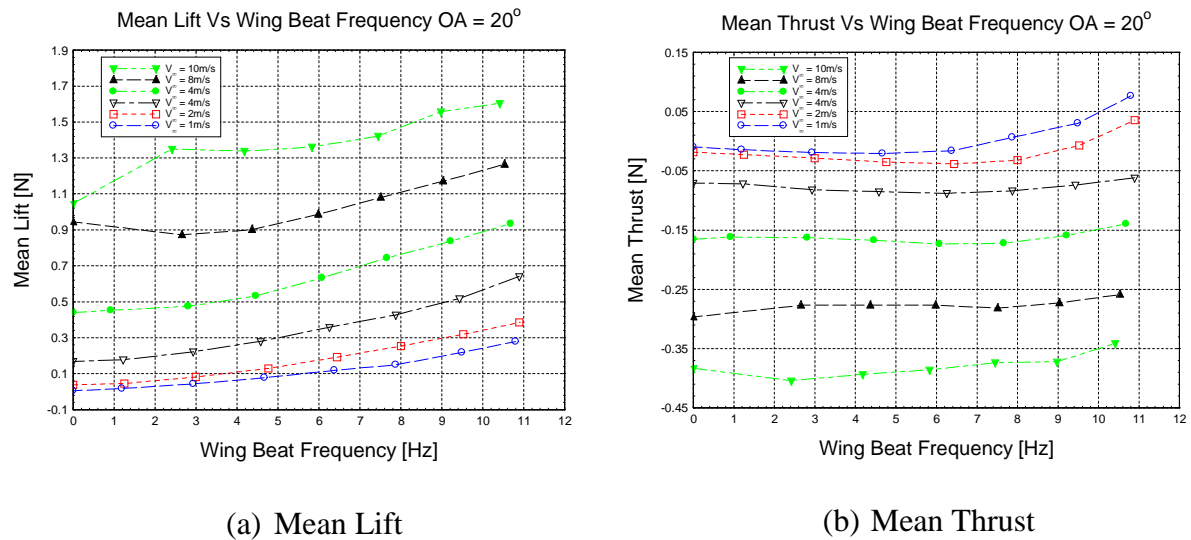 Mean Lift Vs Wing Beat Frequency OA = 20°
1.9
1.7
1.5
1.3
1.1
0.9
0.7
0.5
0.3
0.1
-0.1
Mean Lift [N]
V∞ = 10m/s
V∞ = 8m/s
V∞ = 4m/s
V∞ = 4m/s
V∞ = 2m/s
V∞ = 1m/s
0 1 2 3 4 5 6 7 8 9 10 11 12
Wing Beat Frequency [Hz]
(a) Mean Lift
Mean Thrust Vs Wing Beat Frequency OA = 20°
0.15
0.05
-0.05
-0.15
-0.25
-0.35
-0.45
Mean Thrust [N]
V∞ = 10m/s
V∞ = 8m/s
V∞ = 4m/s
V∞ = 4m/s
V∞ = 2m/s
V∞ = 1m/s
0 1 2 3 4 5 6 7 8 9 10 11 12
Wing Beat Frequency [Hz]
(b) Mean Thrust